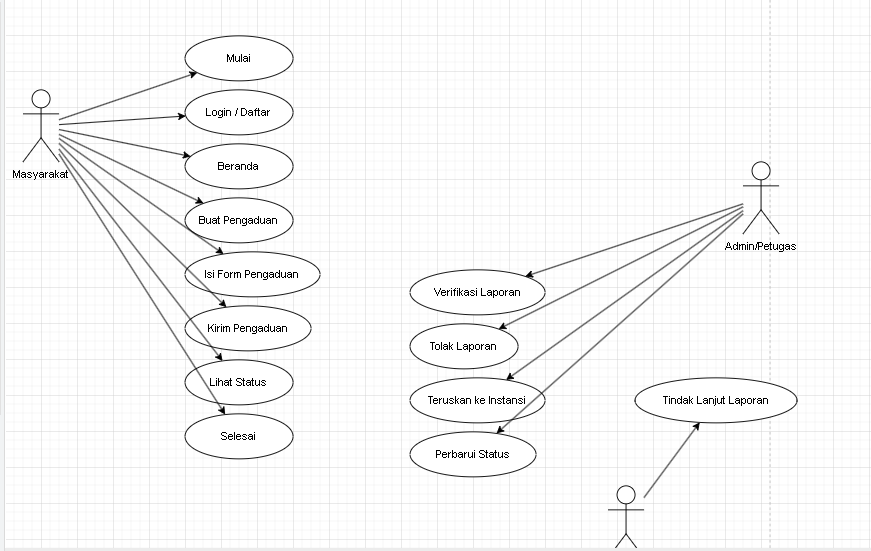 Mulai
Login / Daftar
Beranda
Masyarakat
Buat Pengaduan
Isi Form Pengaduan
Kirim Pengaduan
Lihat Status
Selesai
Admin/Petugas
Verifikasi Laporan
Tolak Laporan
Teruskan ke Instansi
Perbarui Status
Tindak Lanjut Laporan